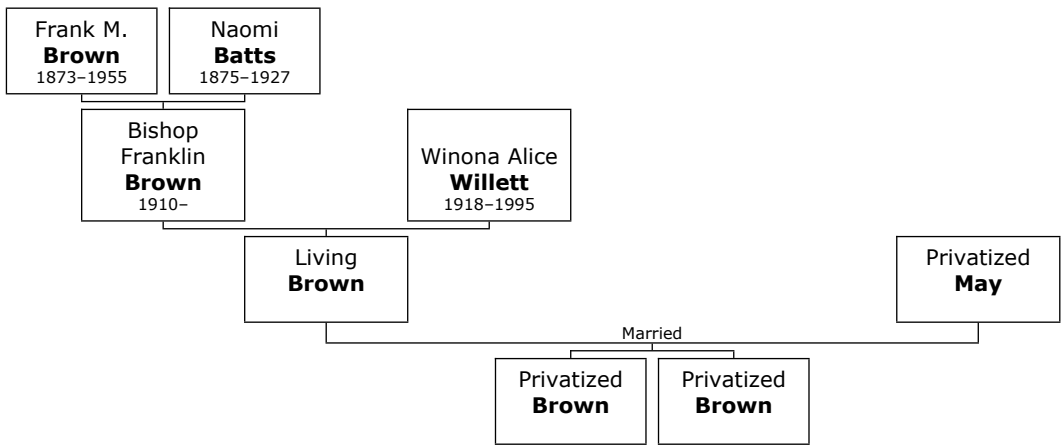 Frank M.
Brown
1873–1955
Naomi
Batts
1875–1927
Bishop
Franklin
Brown
1910–
Winona Alice
Willett
1918–1995
Living
Brown
Privatized
May
Married
Privatized
Brown
Privatized
Brown